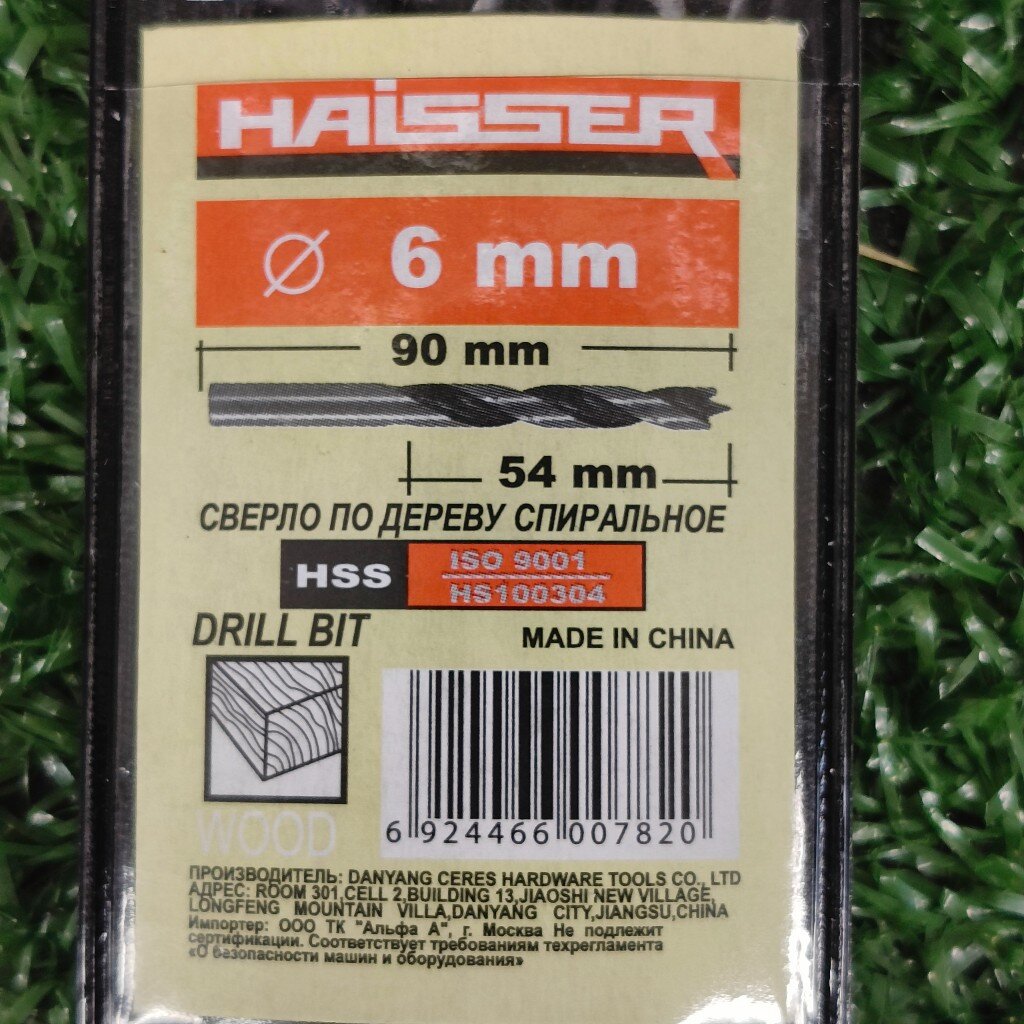 HAISSER
Ø 6 mm
90 mm
54 mm
СВЕРЛО ПО ДЕРЕВУ СПИРАЛЬНОЕ
HSS
ISO 9001
HS100304
DRILL BIT
MADE IN CHINA
WOOD
6 924466 007820
ПРОИЗВОДИТЕЛЬ: DANYANG CERES HARDWARE TOOLS CO., LTD
АДРЕС: ROOM 301,CELL 2,BUILDING 13,JIAOSHI NEW VILLAGE,
LONGFENG MOUNTAIN VILLA,DANYANG CITY,JIANGSU,CHINA
Импортер: ООО ТК "Альфа А", г. Москва Не подлежит
сертификации. Соответствует требованиям техрегламента
«О безопасности машин и оборудования»